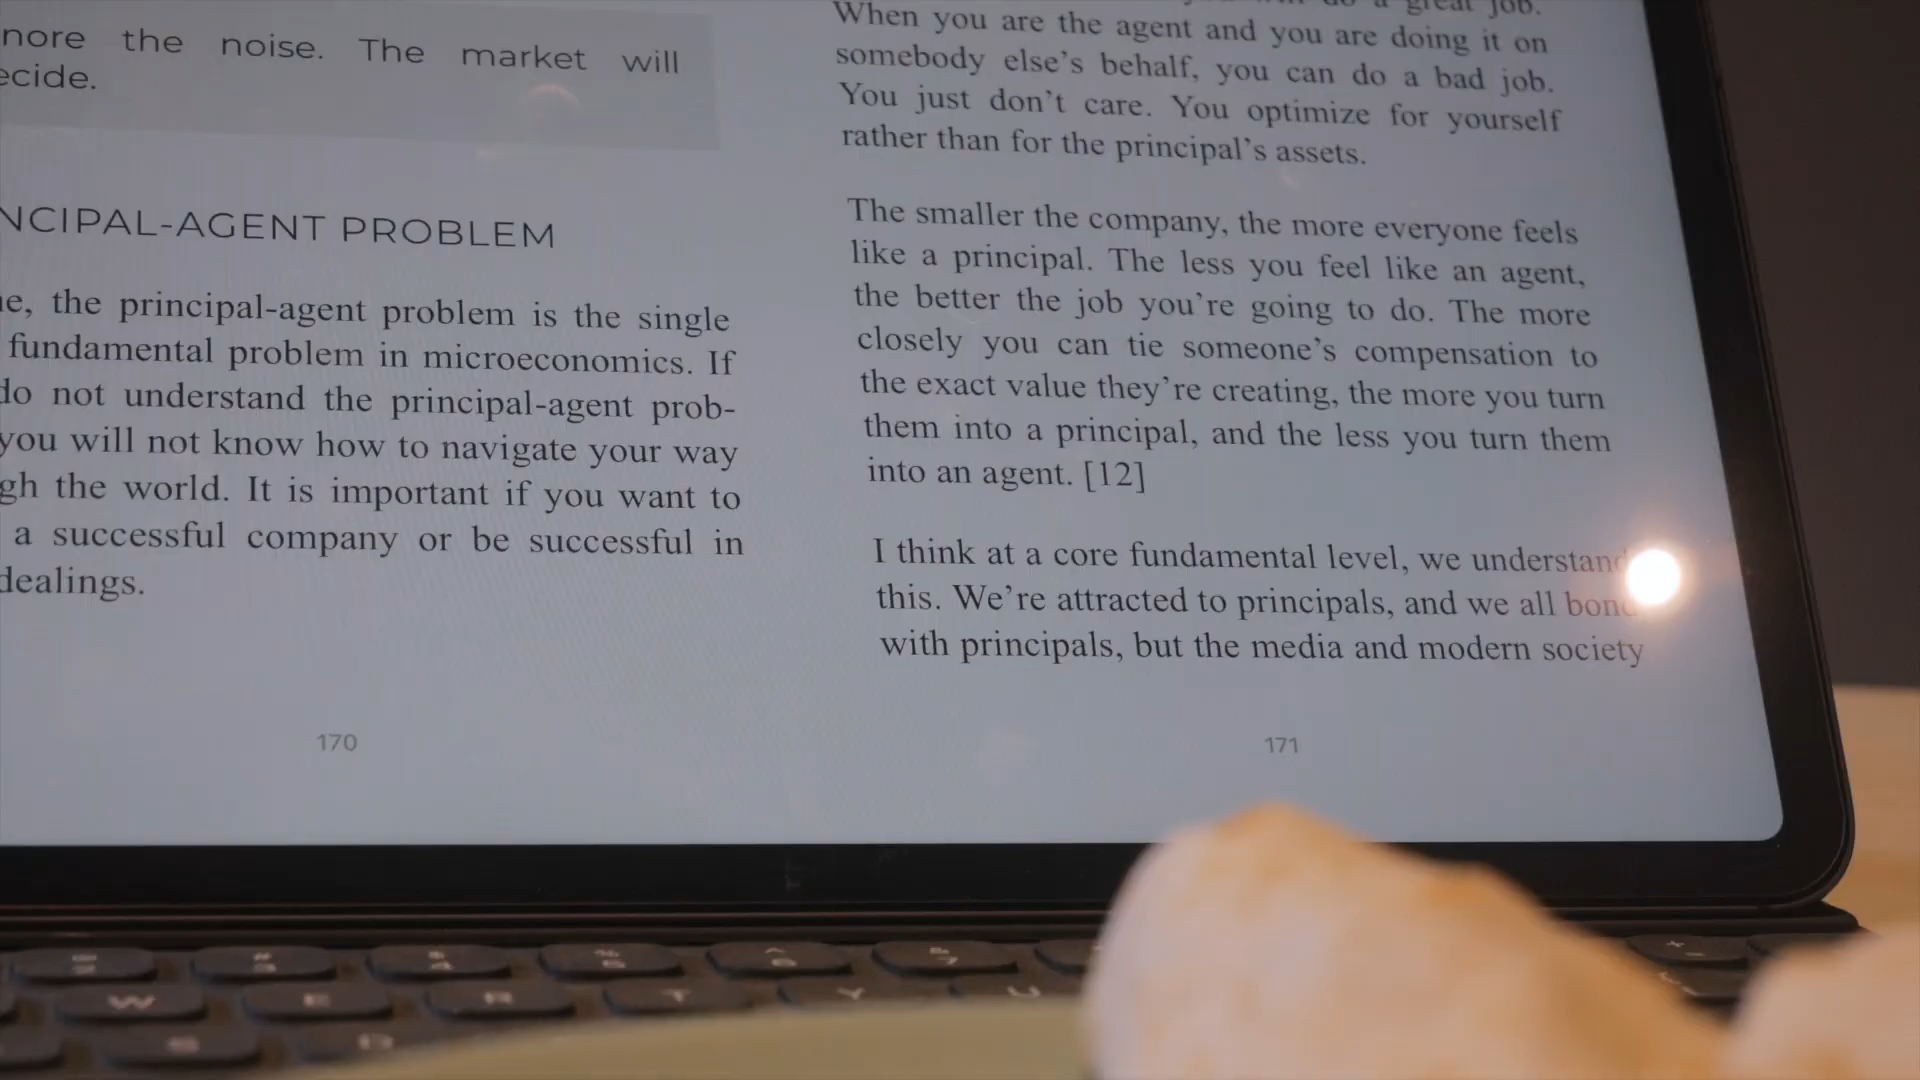 the noise. The market will
NCIPAL-AGENT PROBLEM
the principal-agent problem is the single
fundamental problem in microeconomics. If
not understand the principal-agent prob-
you will not know how to navigate your way
the world. It is important if you want to
a successful company or be successful in
dealings.
170
great job.
When you are the agent and you are doing it on
somebody else's behalf, you can do a bad job.
You just don't care. You optimize for yourself
rather than for the principal's assets.
The smaller the company, the more everyone feels
like a principal. The less you feel like an agent,
the better the job you're going to do. The more
closely you can tie someone's compensation to
the exact value they're creating, the more you turn
them into a principal, and the less you turn them
into an agent. [12]
I think at a core fundamental level, we understand
this. We're attracted to principals, and we all bond
with principals, but the media and modern society
171
W E R T Y U